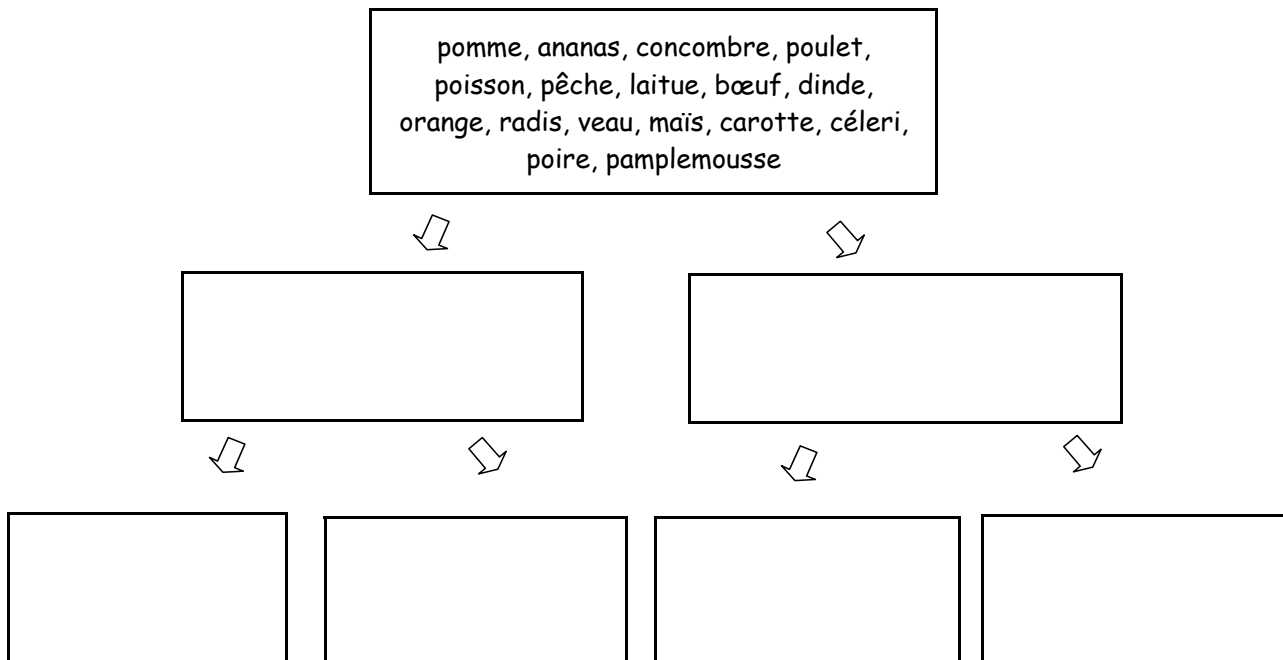 pomme, ananas, concombre, poulet,
poisson, pêche, laitue, bœuf, dinde,
orange, radis, veau, maïs, carotte, céleri,
poire, pamplemousse